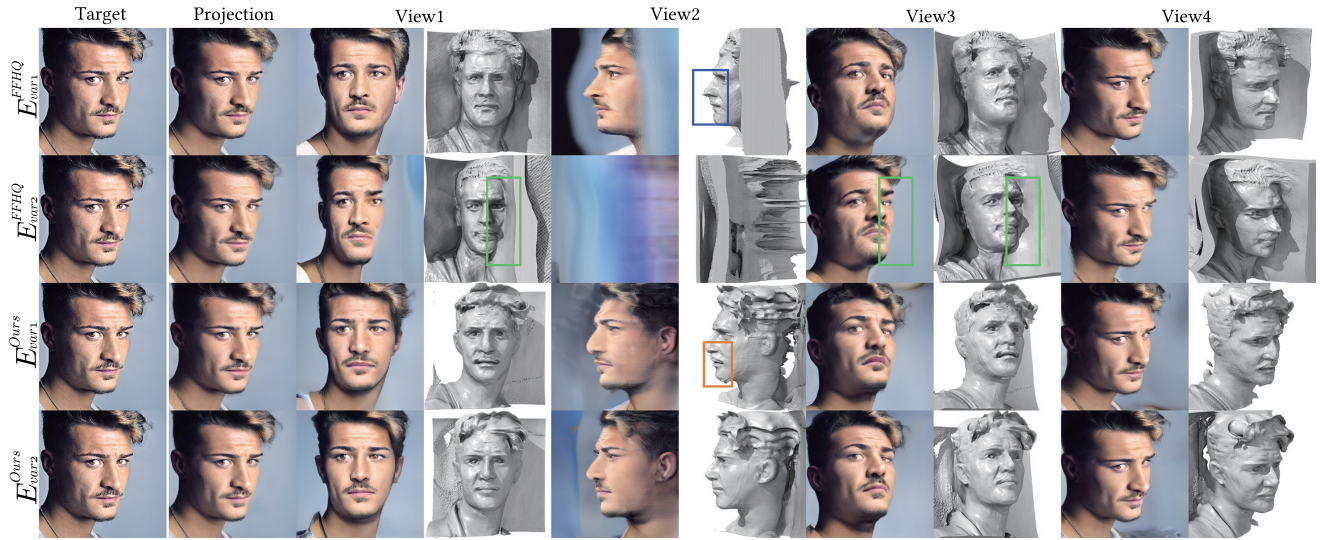 Target Projection View1 View2 View3 View4
E^{FFHQ}_{var1}
E^{FFHQ}_{var2}
E^{Ours}_{var1}
E^{Ours}_{var2}